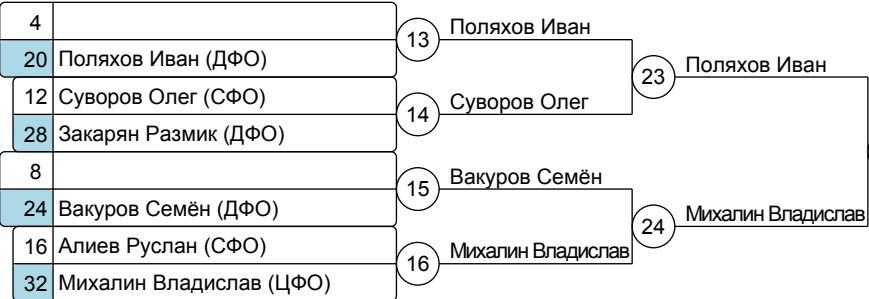 4
20 Поляхов Иван (ДФО)
12 Суворов Олег (СФО)
28 Закарян Размик (ДФО)
8
24 Вакуров Семён (ДФО)
16 Алиев Руслан (СФО)
32 Михалин Владислав (ЦФО)
13 Поляхов Иван
14 Суворов Олег
15 Вакуров Семён
16 Михалин Владислав
23 Поляхов Иван
24 Михалин Владислав